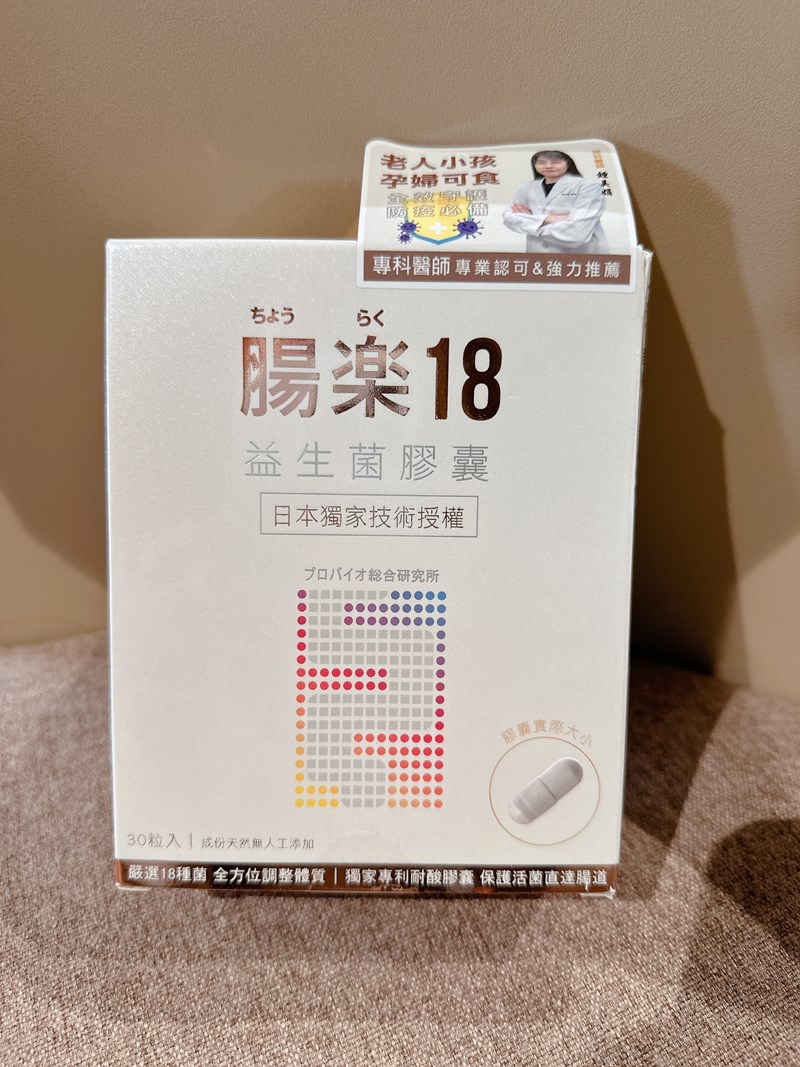 老人小孩
孕婦可食
全效守護
防疫必備
專科醫師 專業認可&強力推薦
ちょう らく
腸楽18
益生菌膠囊
日本獨家技術授權
プロバイオ総合研究所
膠囊實際大小
30粒入 | 成份天然無人工添加
嚴選18種菌 全方位調整體質 | 獨家專利耐酸膠囊 保護活菌直達腸道